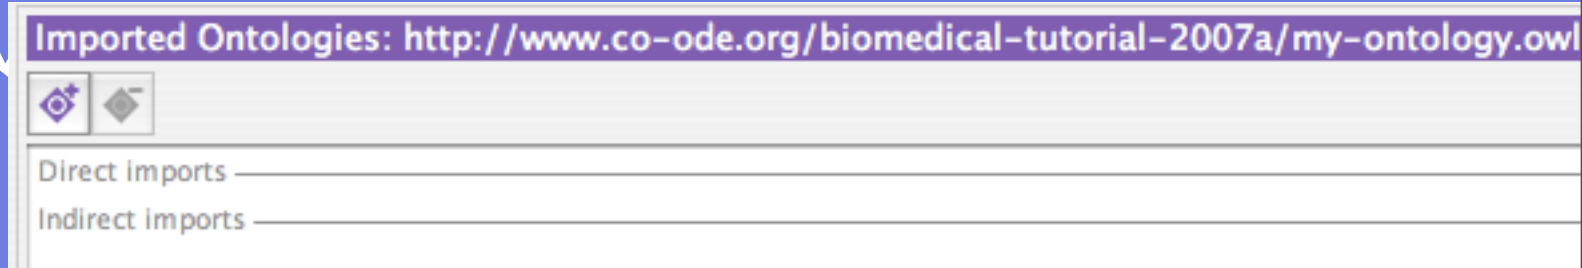 Imported Ontologies: http://www.co-ode.org/biomedical-tutorial-2007a/my-ontology.owl
Direct imports
Indirect imports